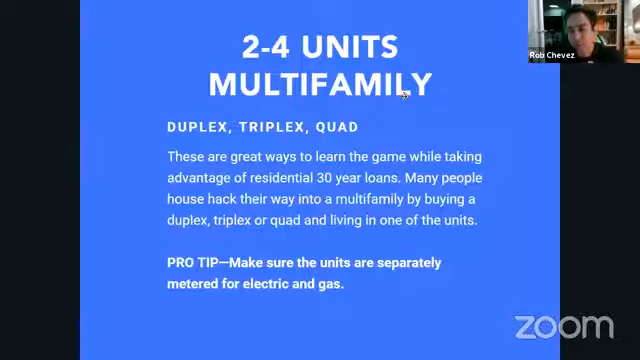 2-4 UNITS
MULTIFAMILY
Rob Chevez
DUPLEX, TRIPLEX, QUAD
These are great ways to learn the game while taking
advantage of residential 30 year loans. Many people
house hack their way into a multifamily by buying a
duplex, triplex or quad and living in one of the units.
PRO TIP—Make sure the units are separately
metered for electric and gas.
zoom